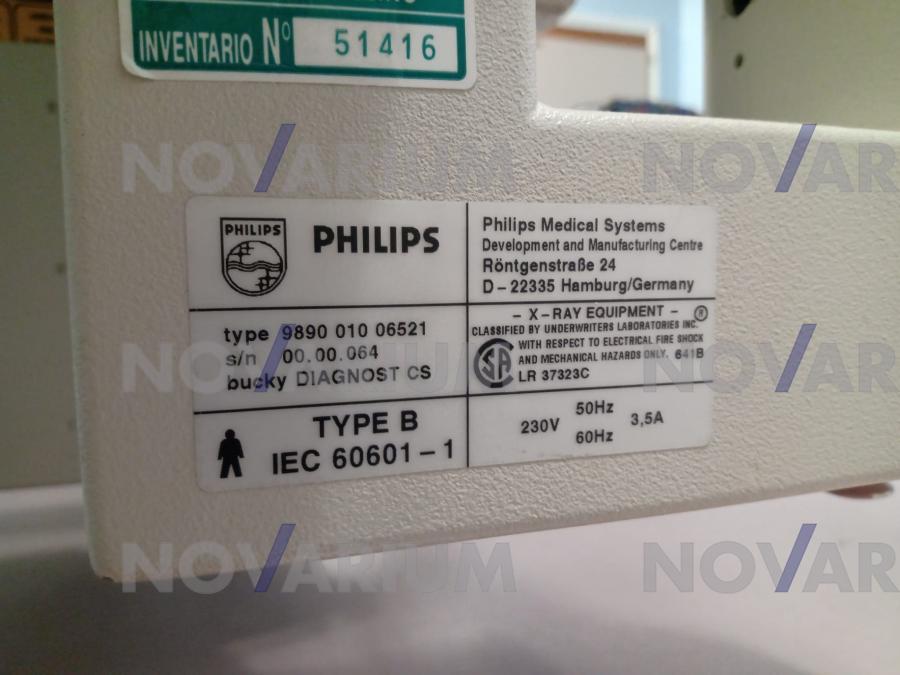 INVENTARIO Nº 51416
NOVARIUM
NOVAR
PHILIPS
PHILIPS
Philips Medical Systems
Development and Manufacturing Centre
Röntgenstraße 24
D-22335 Hamburg/Germany
type 9890 010 06521
s/n 00.00.064
bucky DIAGNOST CS
- X-RAY EQUIPMENT -
CLASSIFIED BY UNDERWRITERS LABORATORIES INC.®
WITH RESPECT TO ELECTRICAL FIRE SHOCK
AND MECHANICAL HAZARDS ONLY. 641B
LR 37323C
NOVARIUM
NOVAR
TYPE B
IEC 60601-1
230V 50Hz 60Hz 3,5A
NOVARIUM
NOVAR